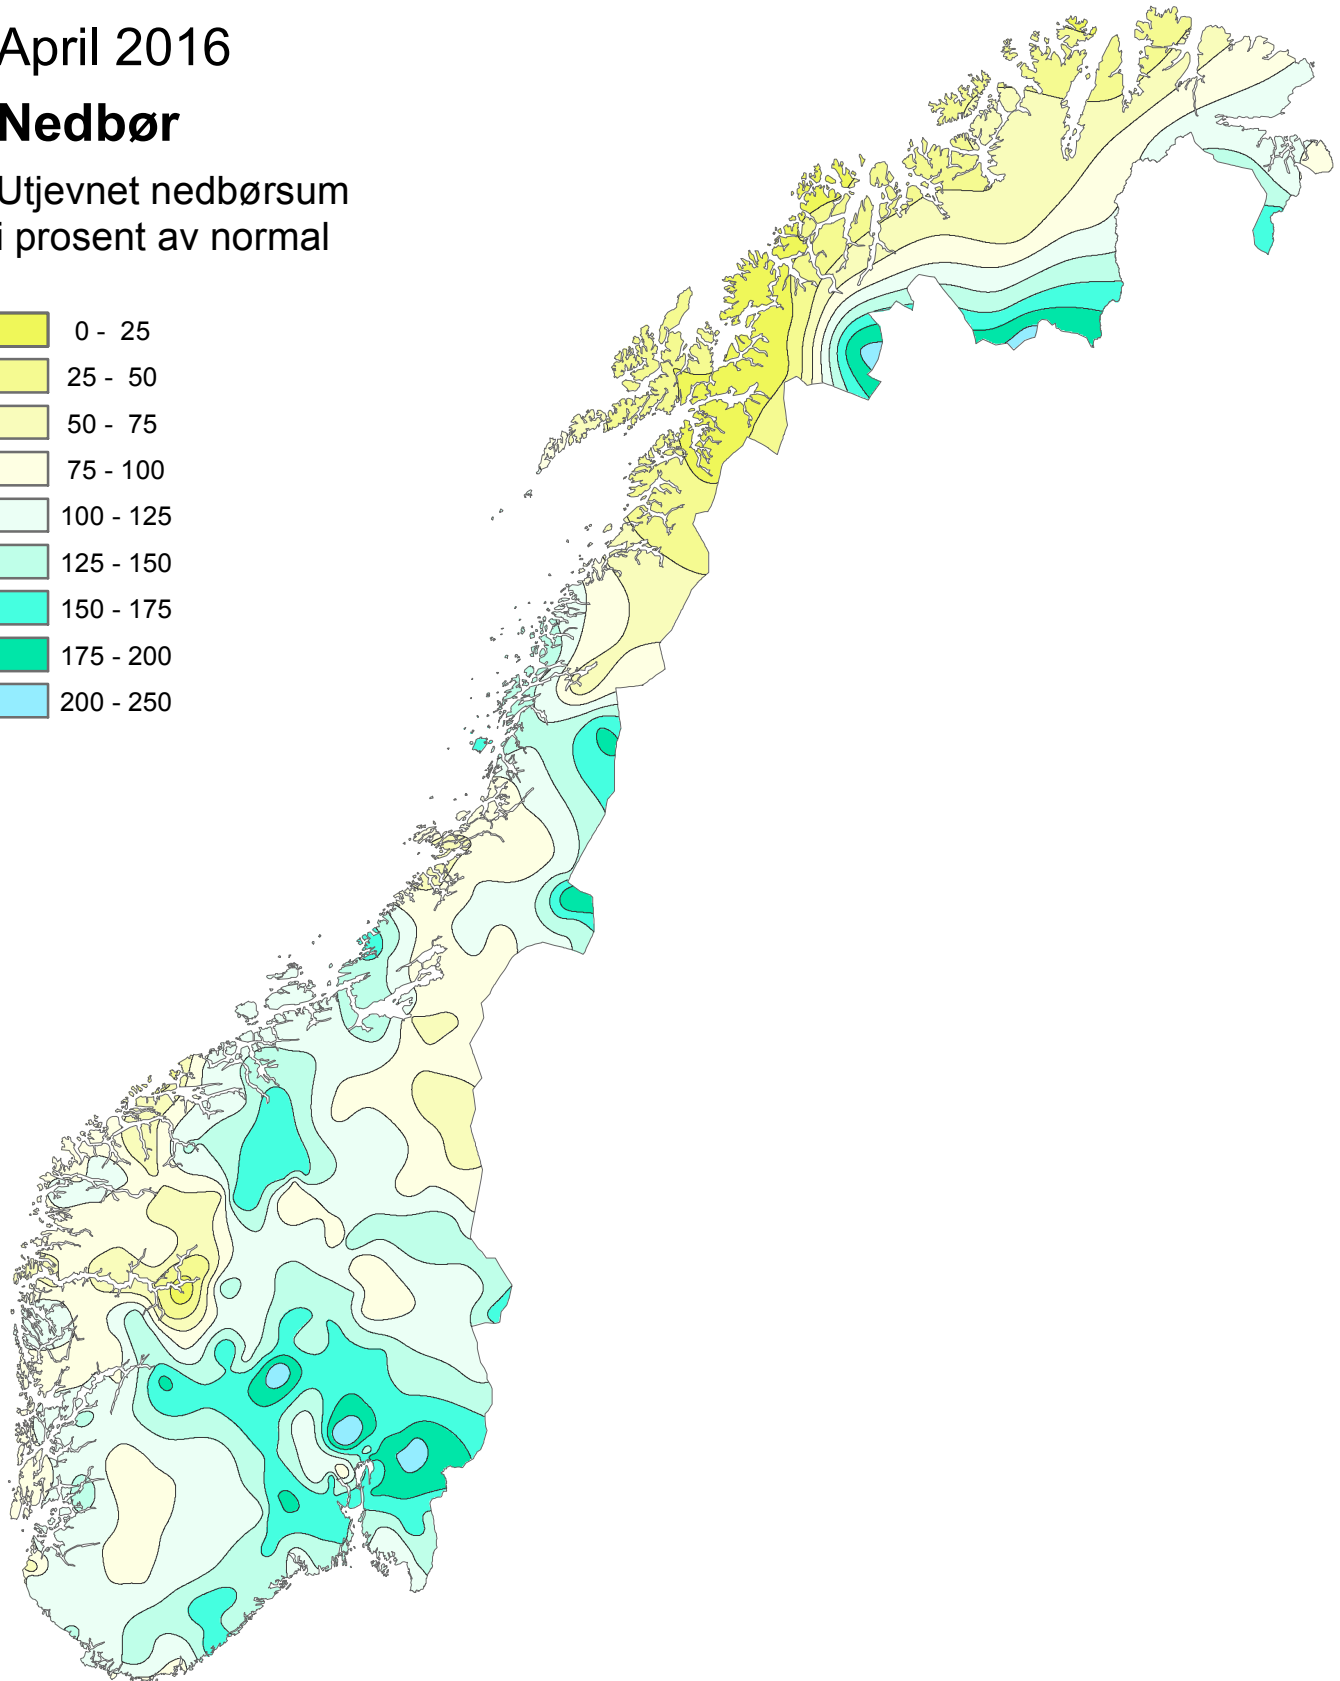 April 2016
Nedbør
Utjevnet nedbørsum
i prosent av normal
0 - 25
25 - 50
50 - 75
75 - 100
100 - 125
125 - 150
150 - 175
175 - 200
200 - 250